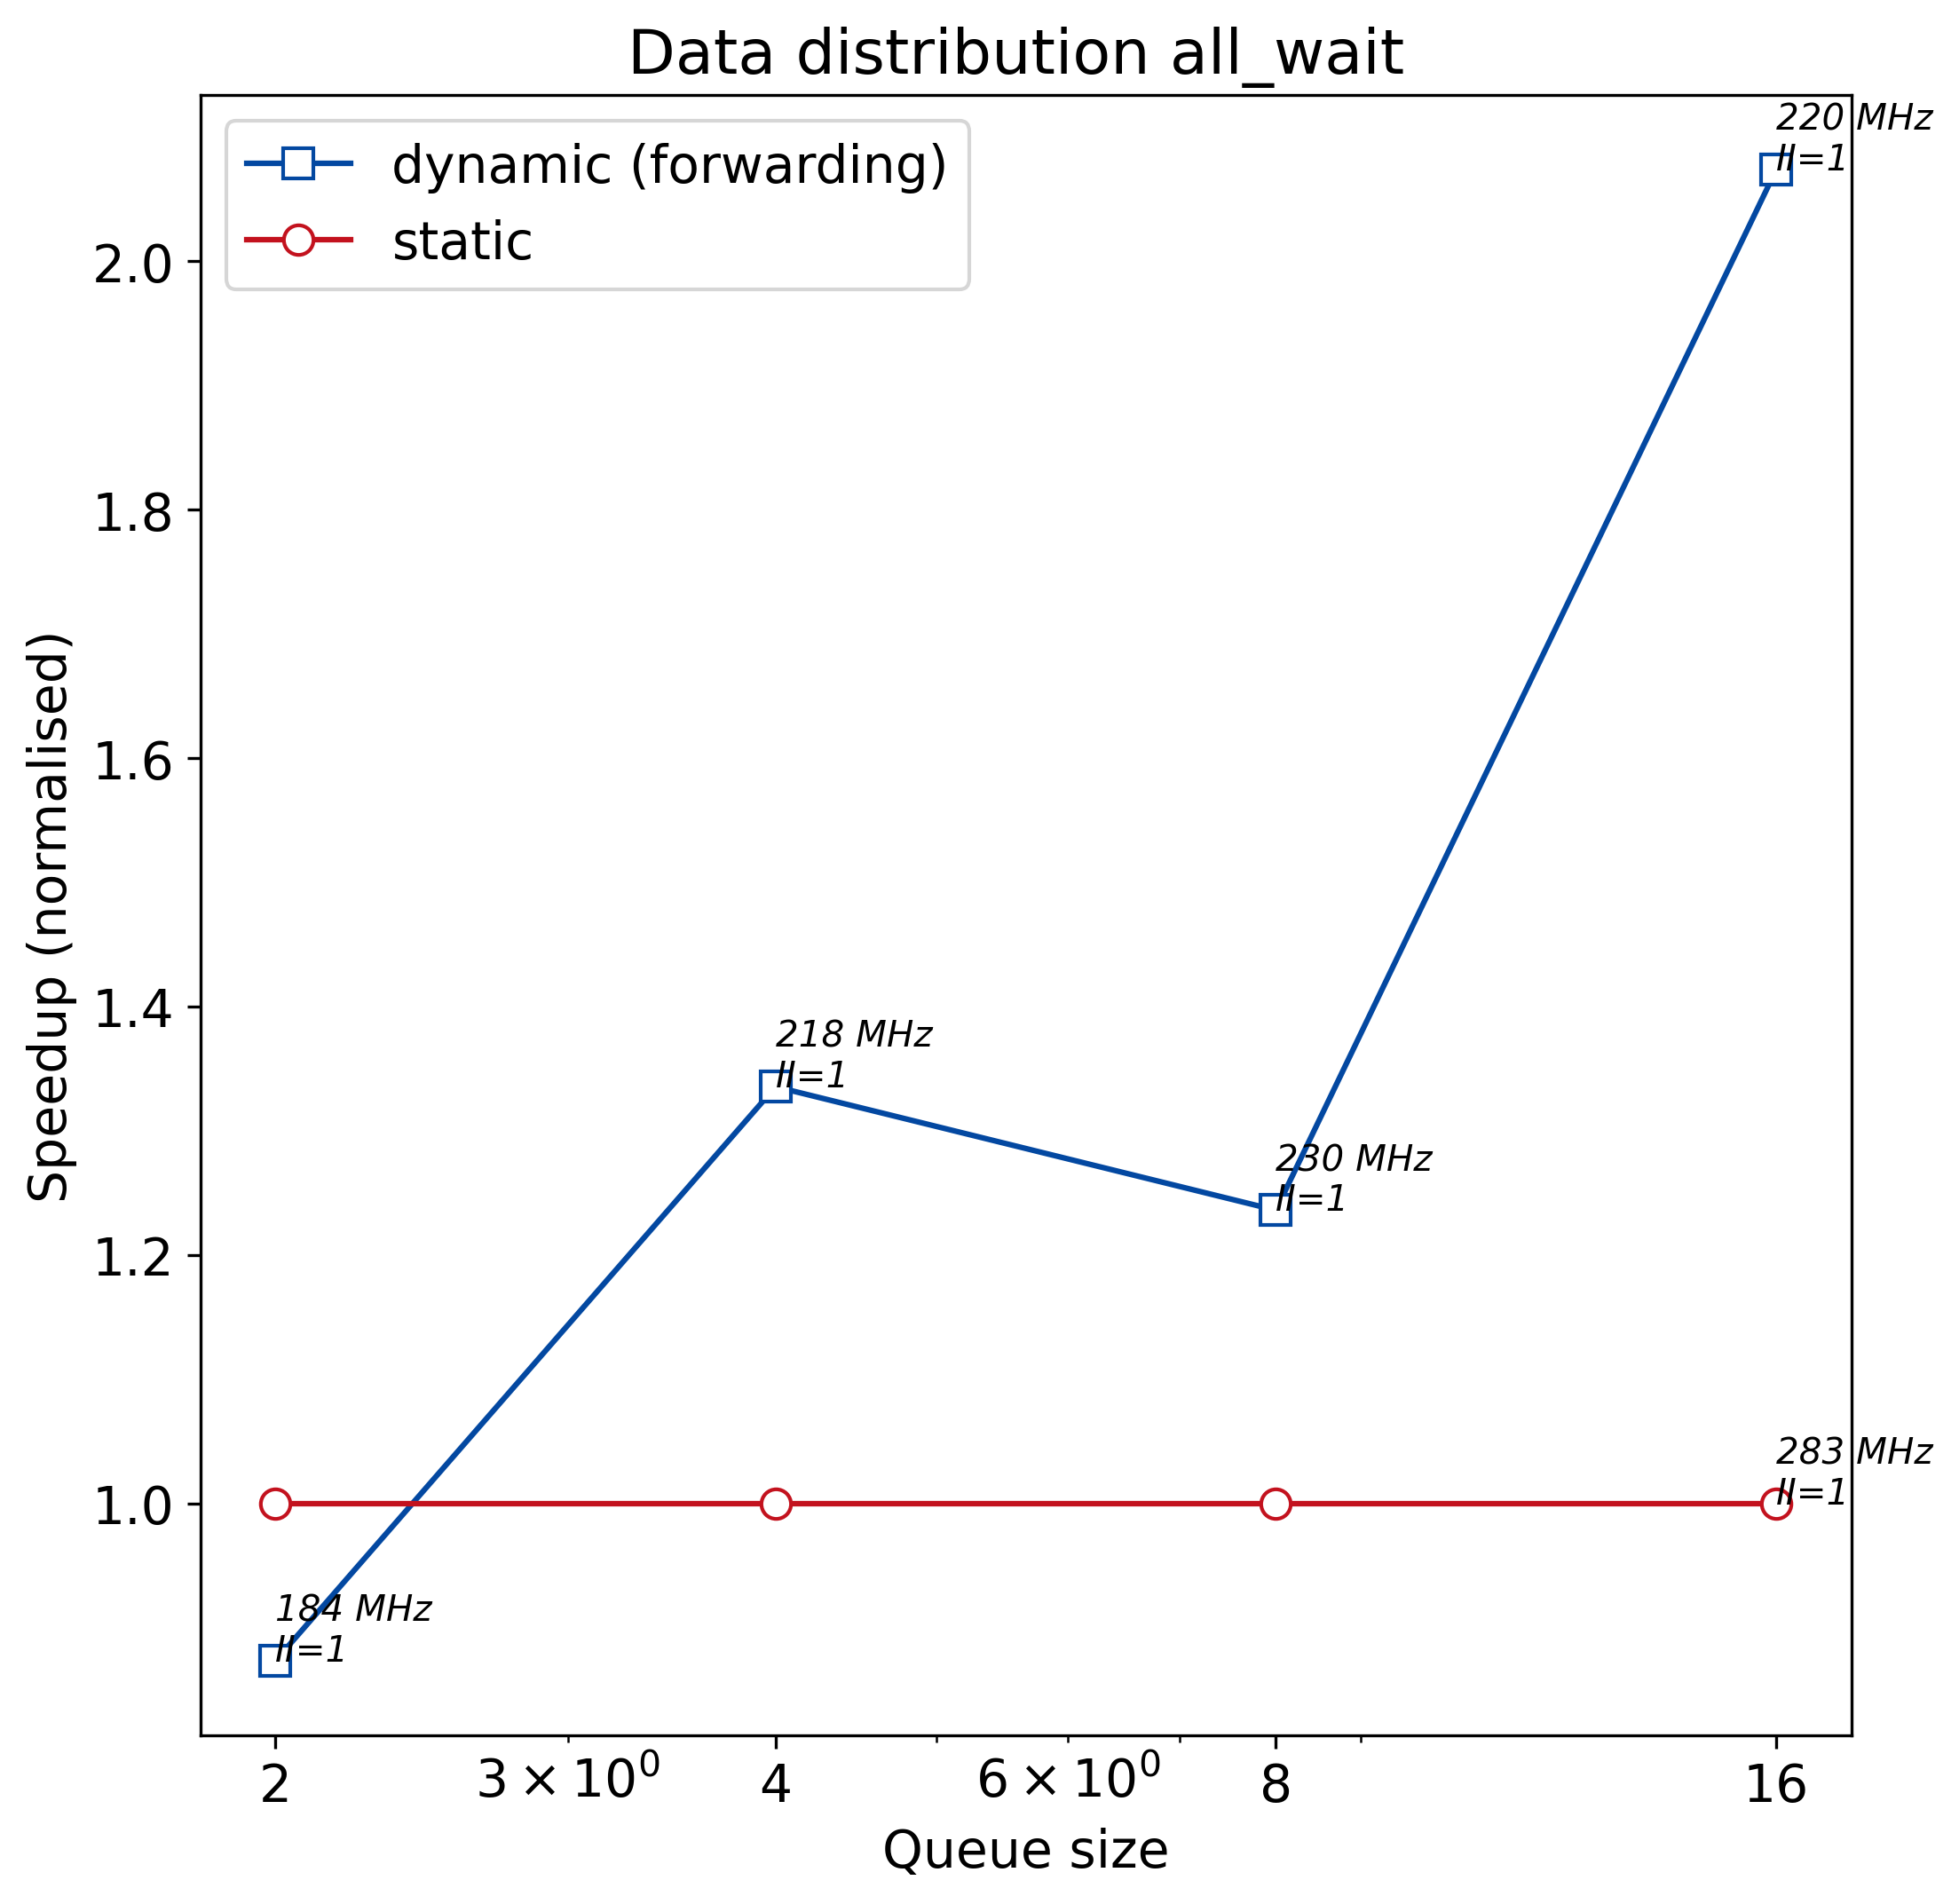 Data distribution all_wait
dynamic (forwarding)
static
220 MHz
II=1
218 MHz
II=1
230 MHz
II=1
283 MHz
II=1
184 MHz
II=1
Speedup (normalised)
2.0
1.8
1.6
1.4
1.2
1.0
2
3 × 10⁰
4
6 × 10⁰
8
16
Queue size